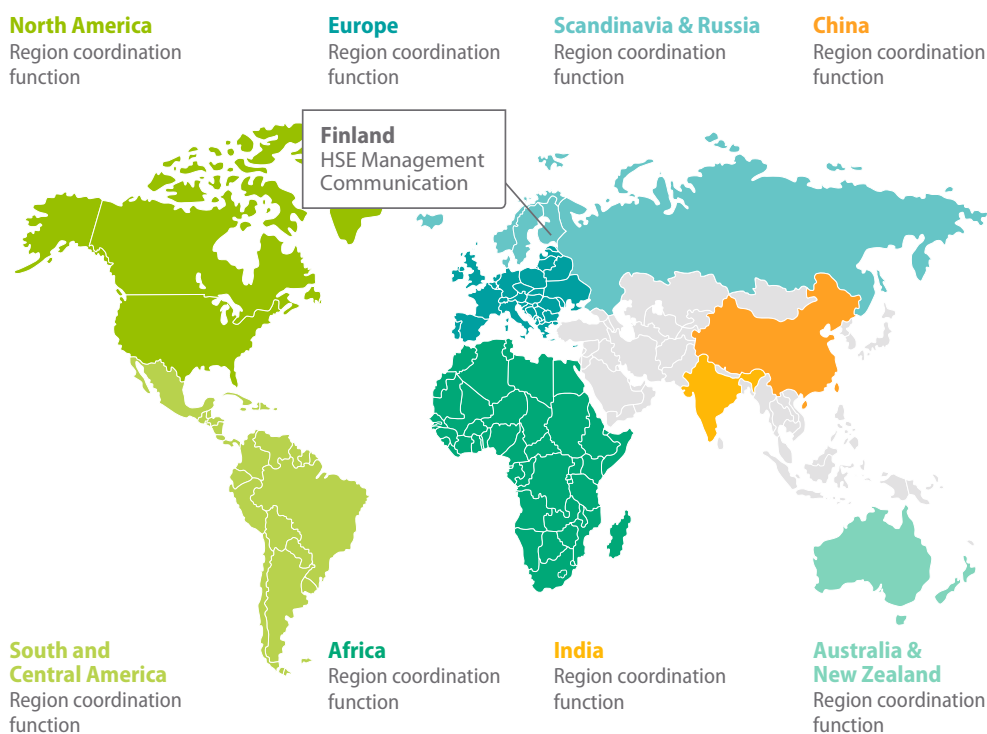 North America
Region coordination
function
Europe
Region coordination
function
Scandinavia & Russia
Region coordination
function
China
Region coordination
function
Finland
HSE Management
Communication
South and
Central America
Region coordination
function
Africa
Region coordination
function
India
Region coordination
function
Australia &
New Zealand
Region coordination
function